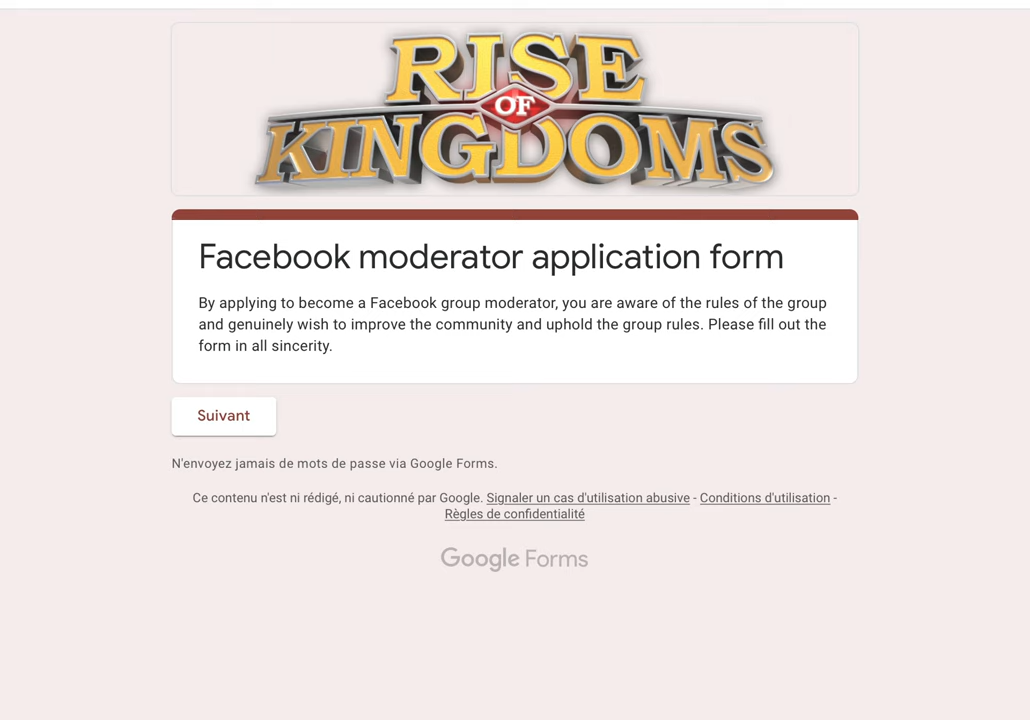 RISE
OF
KINGDOMS
Facebook moderator application form
By applying to become a Facebook group moderator, you are aware of the rules of the group
and genuinely wish to improve the community and uphold the group rules. Please fill out the
form in all sincerity.
Suivant
N'envoyez jamais de mots de passe via Google Forms.
Ce contenu n'est ni rédigé, ni cautionné par Google. Signaler un cas d'utilisation abusive - Conditions d'utilisation -
Règles de confidentialité
Google Forms